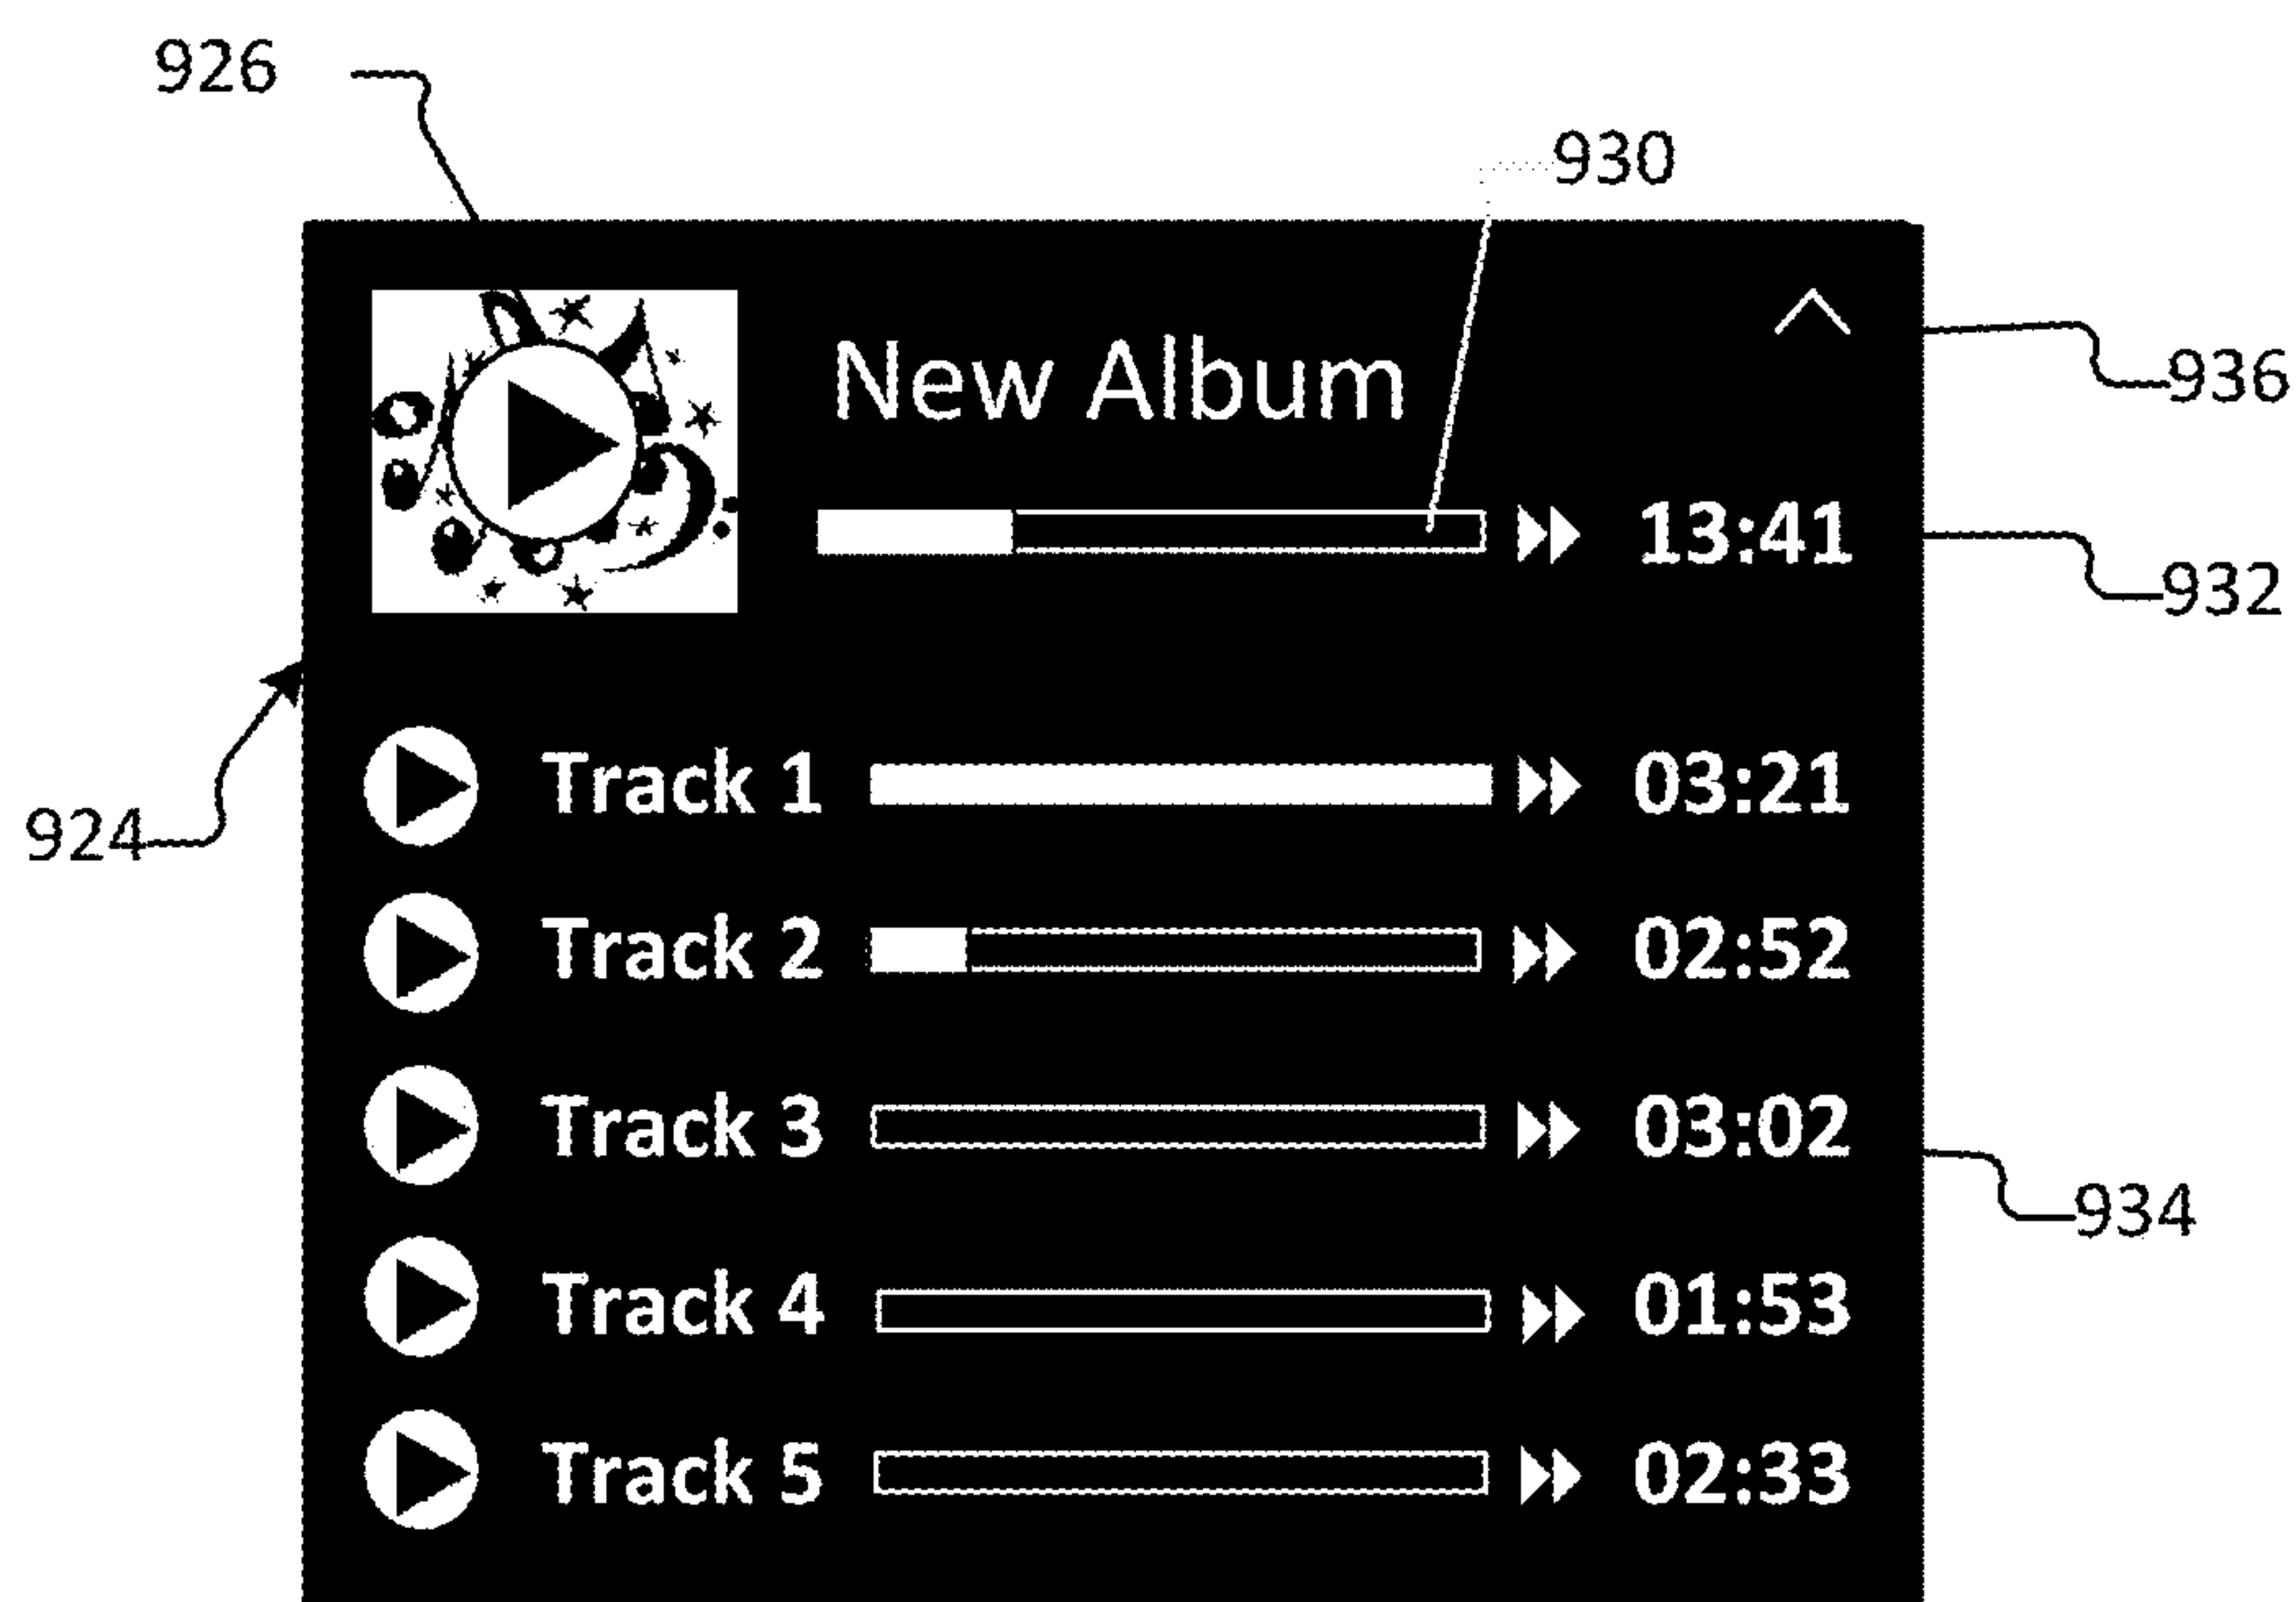 926
930
New Album
936
13:41
932
Track 1 03:21
924
Track 2 02:52
Track 3 03:02
934
Track 4 01:53
Track 5 02:33